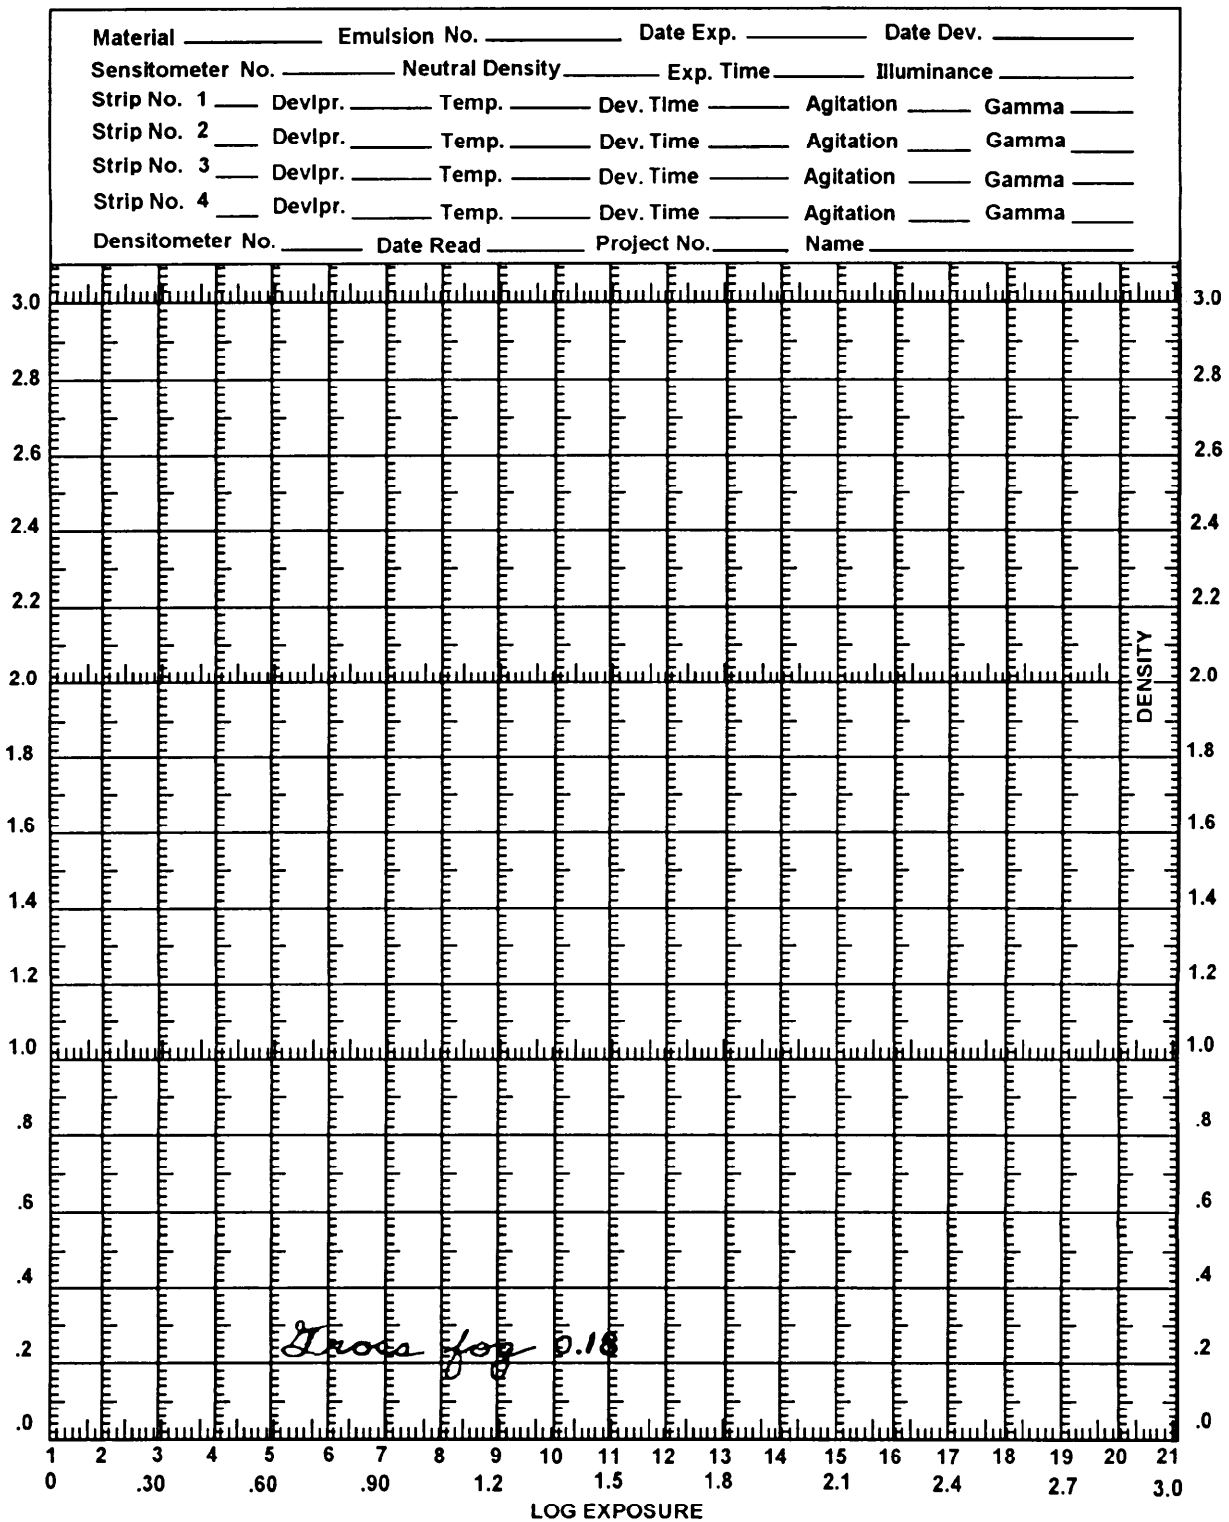 Material Emulsion No. Date Exp. Date Dev.
Sensitometer No. Neutral Density Exp. Time Illuminance
Strip No. 1 Devlpr. Temp. Dev. Time Agitation Gamma
Strip No. 2 Devlpr. Temp. Dev. Time Agitation Gamma
Strip No. 3 Devlpr. Temp. Dev. Time Agitation Gamma
Strip No. 4 Devlpr. Temp. Dev. Time Agitation Gamma
Densitometer No. Date Read Project No. Name
3.0 3.0
2.8 2.8
2.6 2.6
2.4 2.4
2.2 2.2
DENSITY
2.0 2.0
1.8 1.8
1.6 1.6
1.4 1.4
1.2 1.2
1.0 1.0
.8 .8
.6 .6
.4 .4
Gross fog 0.18
.2 .2
.0 .0
1 2 3 4 5 6 7 8 9 10 11 12 13 14 15 16 17 18 19 20 21
0 .30 .60 .90 1.2 1.5 1.8 2.1 2.4 2.7 3.0
LOG EXPOSURE